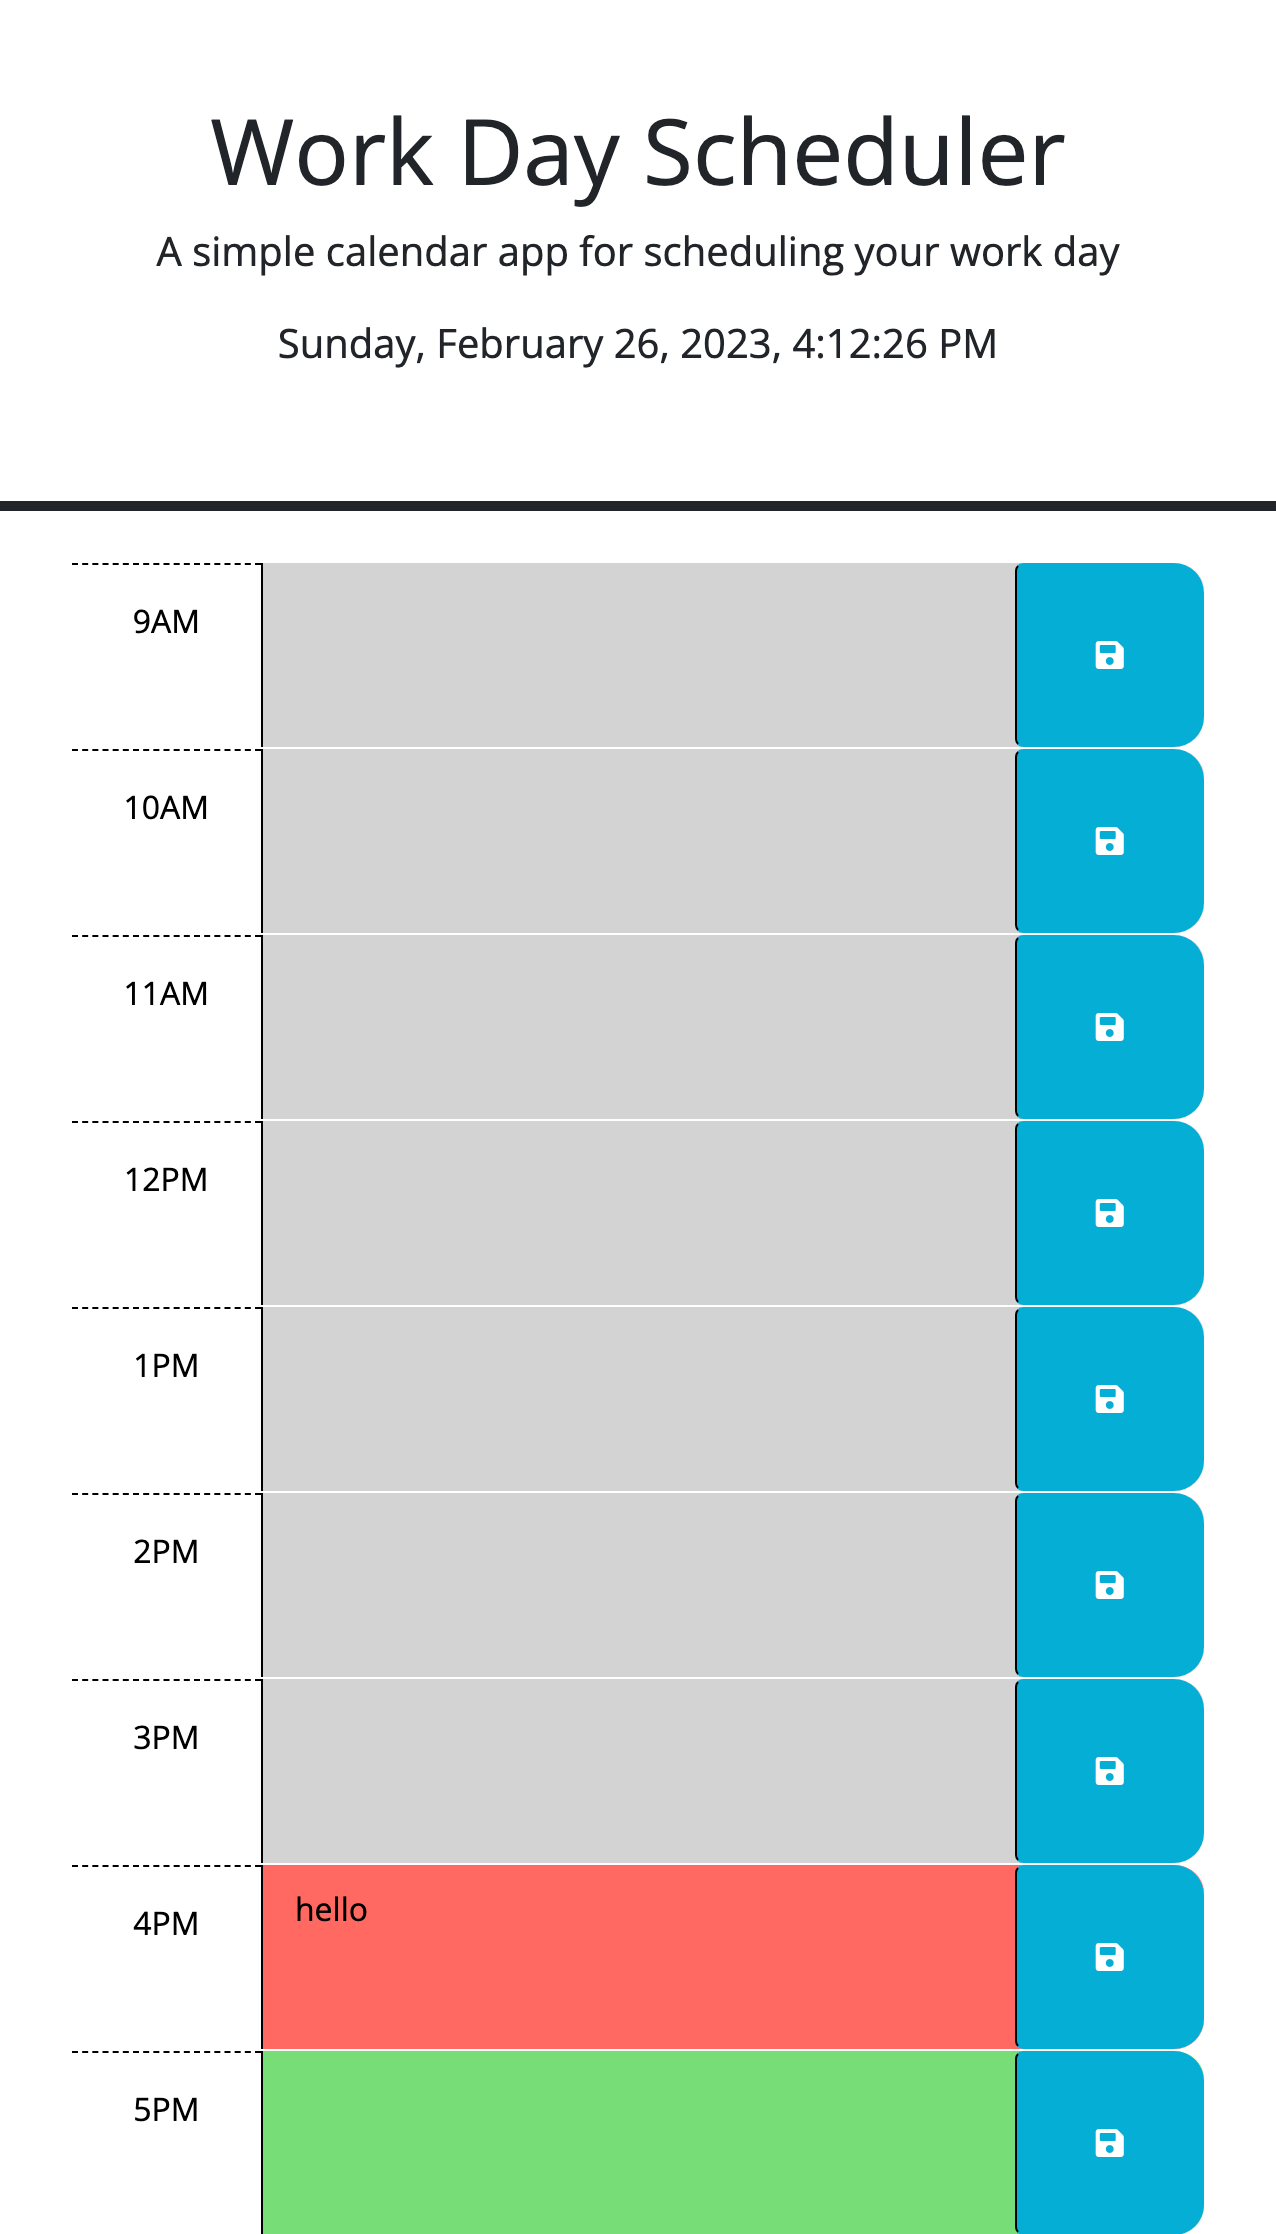 Work Day Scheduler
A simple calendar app for scheduling your work day
Sunday, February 26, 2023, 4:12:26 PM
9AM
10AM
11AM
12PM
1PM
2PM
3PM
4PM
hello
5PM